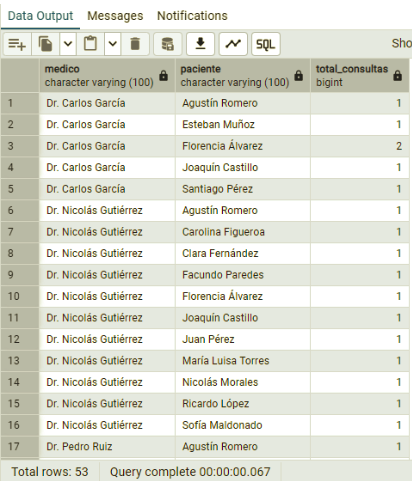 Data Output Messages Notifications
SQL Sho
medico paciente total_consultas
character varying (100) character varying (100) bigint
1 Dr. Carlos García Agustín Romero 1
2 Dr. Carlos García Esteban Muñoz 1
3 Dr. Carlos García Florencia Álvarez 2
4 Dr. Carlos García Joaquín Castillo 1
5 Dr. Carlos García Santiago Pérez 1
6 Dr. Nicolás Gutiérrez Agustín Romero 1
7 Dr. Nicolás Gutiérrez Carolina Figueroa 1
8 Dr. Nicolás Gutiérrez Clara Fernández 1
9 Dr. Nicolás Gutiérrez Facundo Paredes 1
10 Dr. Nicolás Gutiérrez Florencia Álvarez 1
11 Dr. Nicolás Gutiérrez Joaquín Castillo 1
12 Dr. Nicolás Gutiérrez Juan Pérez 1
13 Dr. Nicolás Gutiérrez María Luisa Torres 1
14 Dr. Nicolás Gutiérrez Nicolás Morales 1
15 Dr. Nicolás Gutiérrez Ricardo López 1
16 Dr. Nicolás Gutiérrez Sofía Maldonado 1
17 Dr. Pedro Ruiz Agustín Romero 1
Total rows: 53 Query complete 00:00:00.067